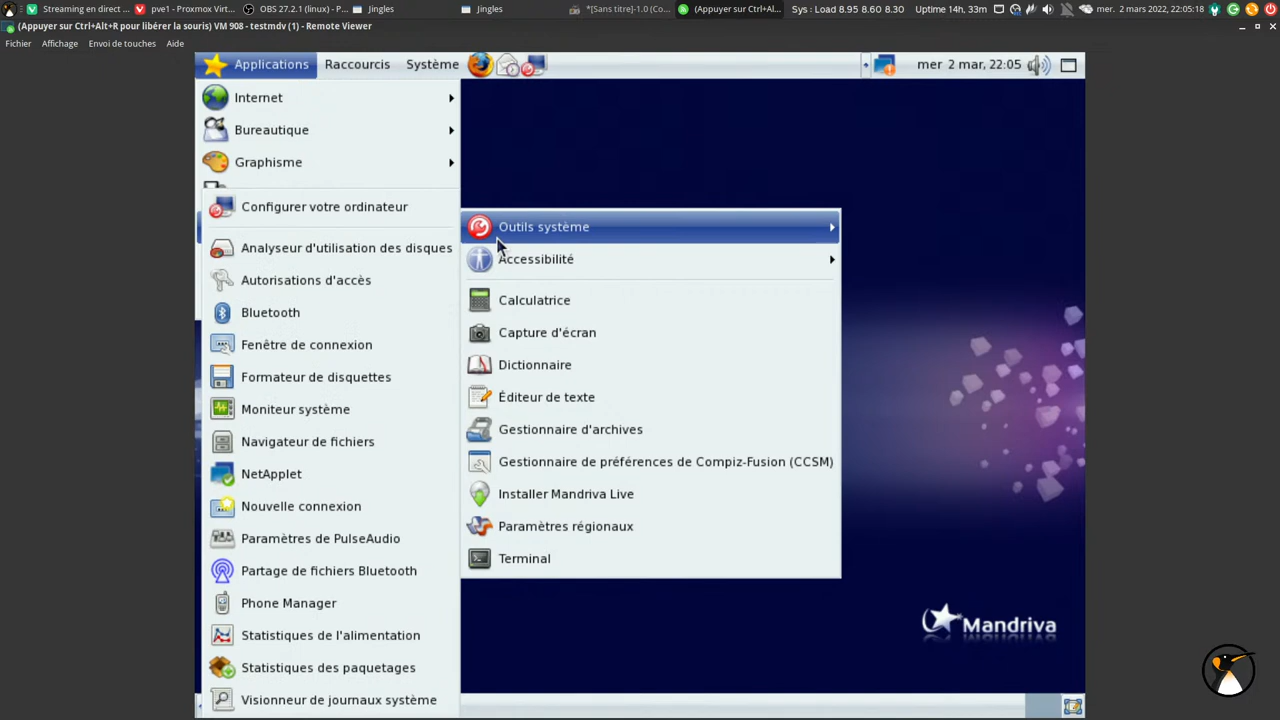 Streaming en direct ...
pve1 - Proxmox Virt...
OBS 27.2.1 (64-bit) - ...
Jingles
Jingles
*[Sans titre]-1.0 (Co...
(Appuyer sur Ctrl+Al...
Sys : Load 8.95 8.60 8.30
Uptime 14h, 33m
mer. 2 mars 2022, 22:05:18
(Appuyer sur Ctrl+Alt+R pour libérer la souris) VM 908 - testmdv (1) - Remote Viewer
Fichier Affichage Envoi de touches Aide
Applications Raccourcis Système
mer 2 mar, 22:05
Internet
Bureautique
Graphisme
Configurer votre ordinateur
Analyseur d'utilisation des disques
Autorisations d'accès
Bluetooth
Fenêtre de connexion
Formateur de disquettes
Moniteur système
Navigateur de fichiers
NetApplet
Nouvelle connexion
Paramètres de PulseAudio
Partage de fichiers Bluetooth
Phone Manager
Statistiques de l'alimentation
Statistiques des paquetages
Visionneur de journaux système
Outils système
Accessibilité
Calculatrice
Capture d'écran
Dictionnaire
Éditeur de texte
Gestionnaire d'archives
Gestionnaire de préférences de Compiz-Fusion (CCSM)
Installer Mandriva Live
Paramètres régionaux
Terminal
Mandriva